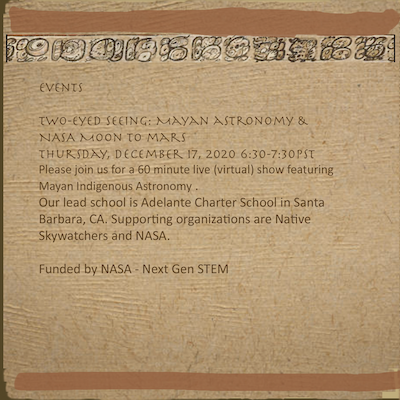 EVENTS
TWO-EYED SEEING: MAYAN ASTRONOMY &
NASA MOON TO MARS
THURSDAY, DECEMBER 17, 2020 6:30-7:30PST
Please join us for a 60 minute live (virtual) show featuring
Mayan Indigenous Astronomy .
Our lead school is Adelante Charter School in Santa
Barbara, CA. Supporting organizations are Native
Skywatchers and NASA.
Funded by NASA - Next Gen STEM